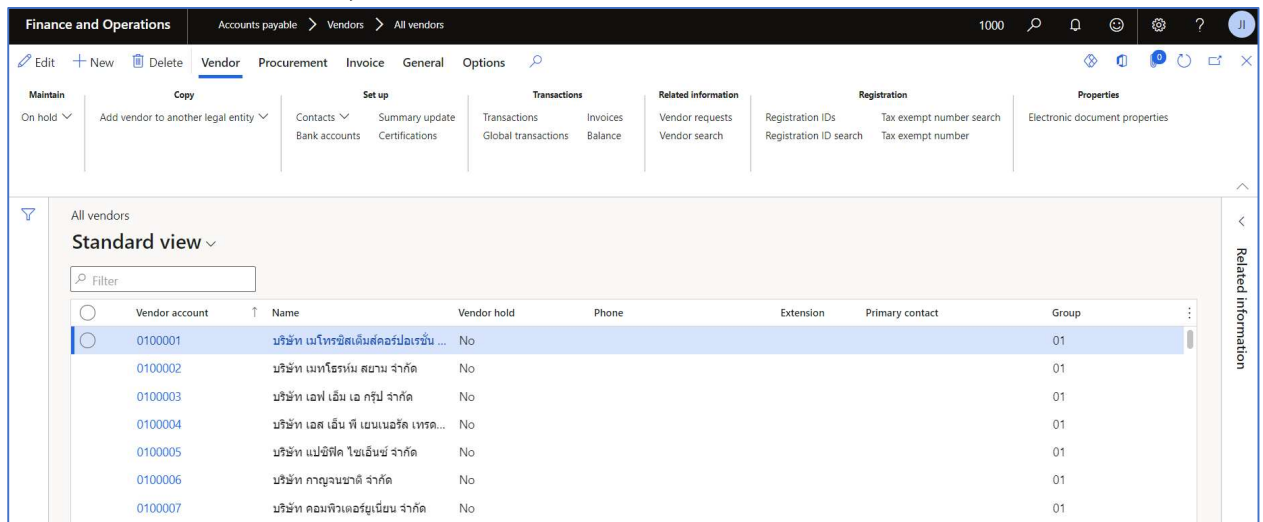 Finance and Operations Accounts payable Vendors All vendors 1000 ? JI
Edit New Delete Vendor Procurement Invoice General Options 0
Maintain Copy Set up Transactions Related information Registration Properties
On hold Add vendor to another legal entity Contacts Summary update Transactions Invoices Vendor requests Registration IDs Tax exempt number search Electronic document properties
Bank accounts Certifications Global transactions Balance Vendor search Registration ID search Tax exempt number
All vendors
Standard view
Filter
Related information
Vendor account ↑ Name Vendor hold Phone Extension Primary contact Group
0100001 บริษัท เมโทรซิสเต็มส์คอร์ปอเรชั่น ... No 01
0100002 บริษัท เมทโธรห์ม สยาม จำกัด No 01
0100003 บริษัท เอฟ เอ็ม เอ กรุ๊ป จำกัด No 01
0100004 บริษัท เอส เอ็น พี เยนเนอรัล เทรด... No 01
0100005 บริษัท แปซิฟิค ไซเอ็นซ์ จำกัด No 01
0100006 บริษัท กาญจนชาติ จำกัด No 01
0100007 บริษัท คอมพิวเตอร์ยูเนี่ยน จำกัด No 01